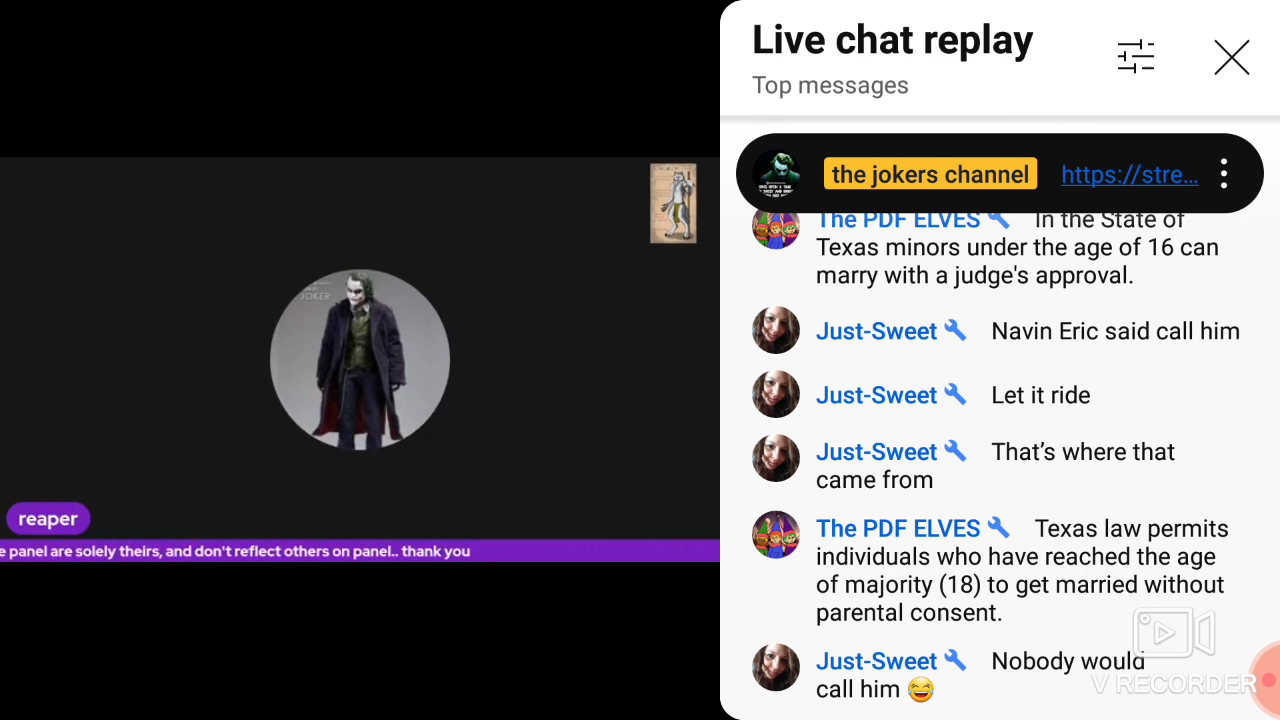 Live chat replay
Top messages
the jokers channel https://stre...
The PDF ELVES In the State of
Texas minors under the age of 16 can
marry with a judge's approval.
Just-Sweet Navin Eric said call him
Just-Sweet Let it ride
Just-Sweet That’s where that
came from
The PDF ELVES Texas law permits
individuals who have reached the age
of majority (18) to get married without
parental consent.
Just-Sweet Nobody would
call him 😂
JOKER
reaper
e panel are solely theirs, and don't reflect others on panel.. thank you
V RECORDER